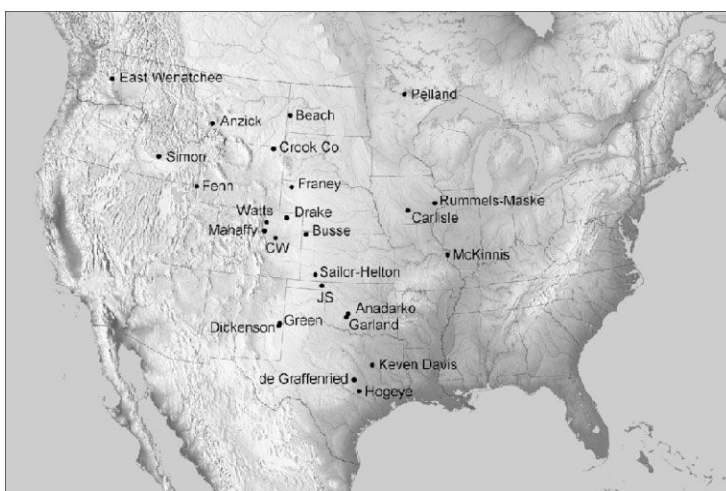 East Wenatchee
Pelland
Beach
Anzick
Crook Co
Simon
Fenn
Franey
Rummels-Maske
Carlisle
Watts
Drake
Mahaffy
Busse
CW
McKinnis
Sailor-Helton
JS
Anadarko
Garland
Green
Dickenson
Keven Davis
de Graffenried
Hogeye